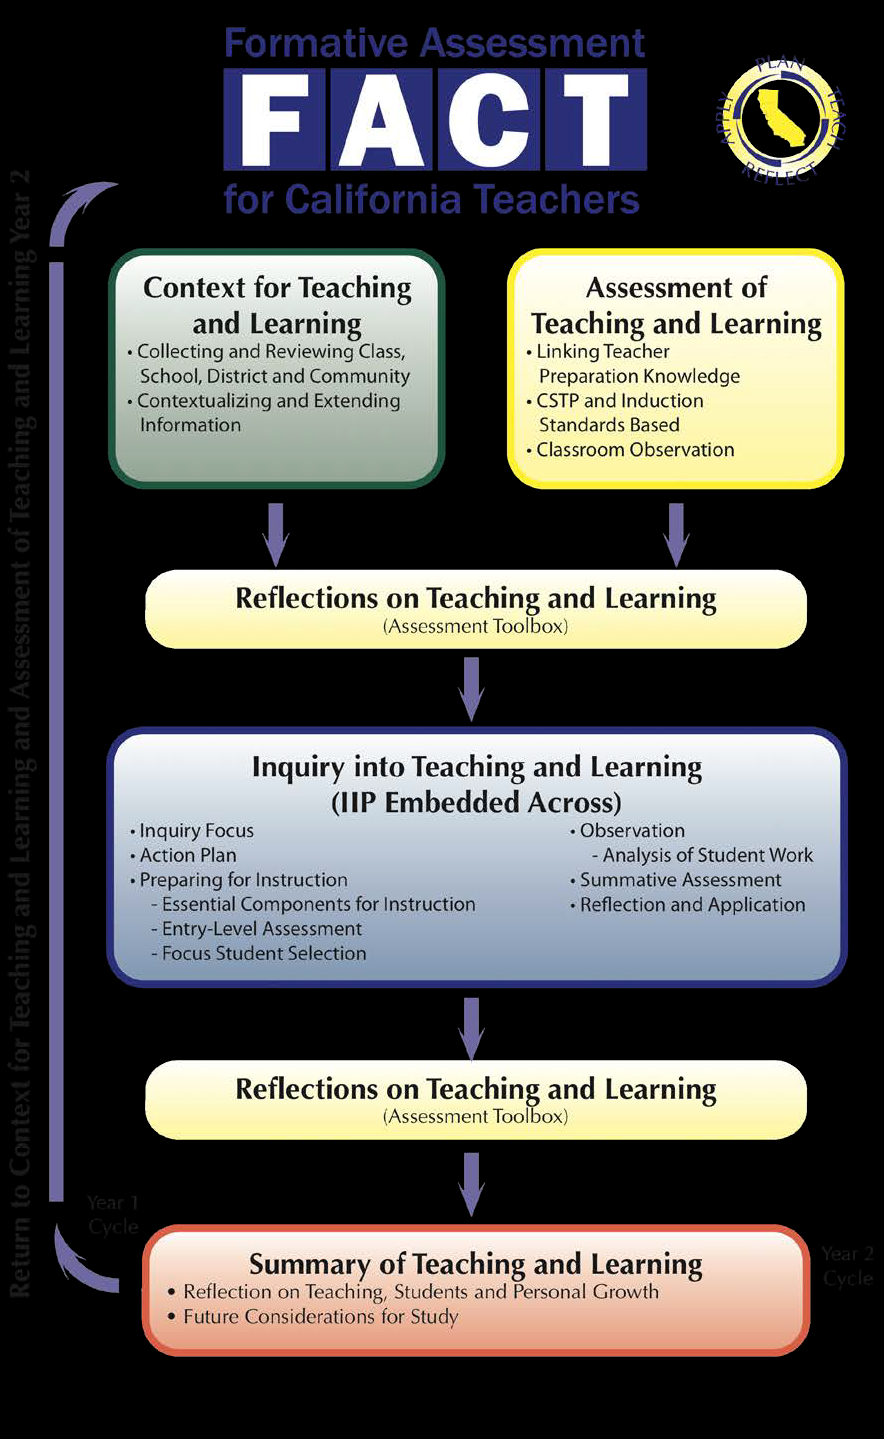 Formative Assessment
FACT
for California Teachers
PLAN
TEACH
REFLECT
APPLY
Return to Context for Teaching and Learning and Assessment of Teaching and Learning Year 2
Context for Teaching
and Learning
• Collecting and Reviewing Class,
School, District and Community
• Contextualizing and Extending
Information
Assessment of
Teaching and Learning
• Linking Teacher
Preparation Knowledge
• CSTP and Induction
Standards Based
• Classroom Observation
Reflections on Teaching and Learning
(Assessment Toolbox)
Inquiry into Teaching and Learning
(IIP Embedded Across)
• Inquiry Focus
• Action Plan
• Preparing for Instruction
- Essential Components for Instruction
- Entry-Level Assessment
- Focus Student Selection
• Observation
- Analysis of Student Work
• Summative Assessment
• Reflection and Application
Reflections on Teaching and Learning
(Assessment Toolbox)
Year 1
Cycle
Summary of Teaching and Learning
• Reflection on Teaching, Students and Personal Growth
• Future Considerations for Study
Year 2
Cycle